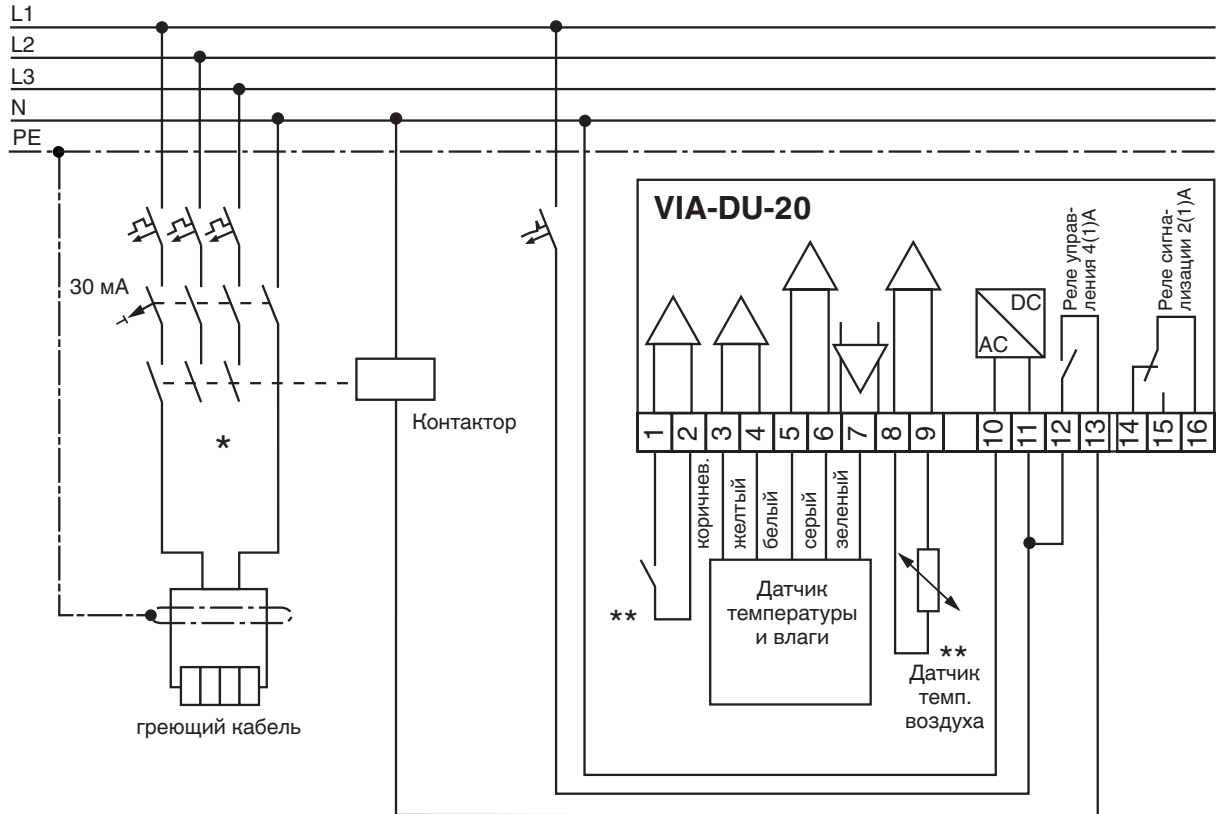 L1
L2
L3
N
PE
VIA-DU-20
Реле управ-
ления 4(1)А
Реле сигна-
лизации 2(1)А
30 мА
DC
AC
Контактор
*
1 2 3 4 5 6 7 8 9 10 11 12 13 14 15 16
коричнев.
желтый
белый
серый
зеленый
**
Датчик
температуры
и влаги
**
Датчик
темп.
воздуха
греющий кабель